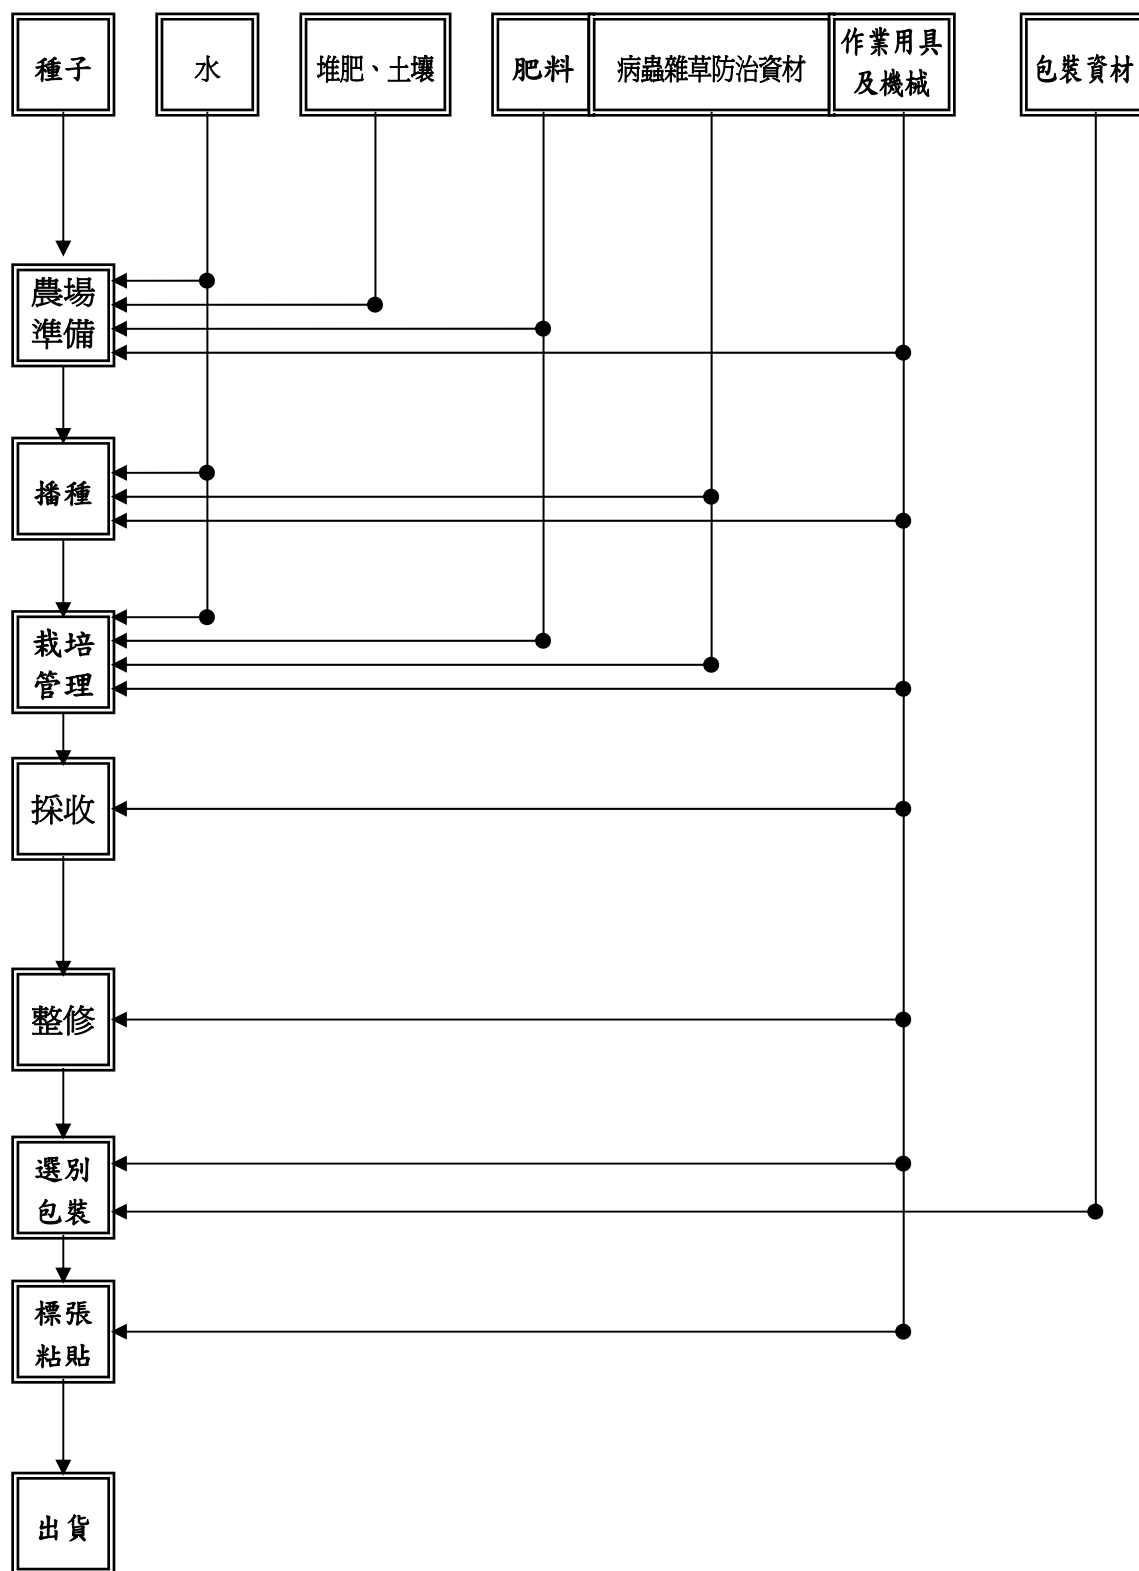 種子
水
堆肥、土壤
肥料
病蟲雜草防治資材
作業用具
及機械
包裝資材
農場
準備
播種
栽培
管理
採收
整修
選別
包裝
標張
粘貼
出貨